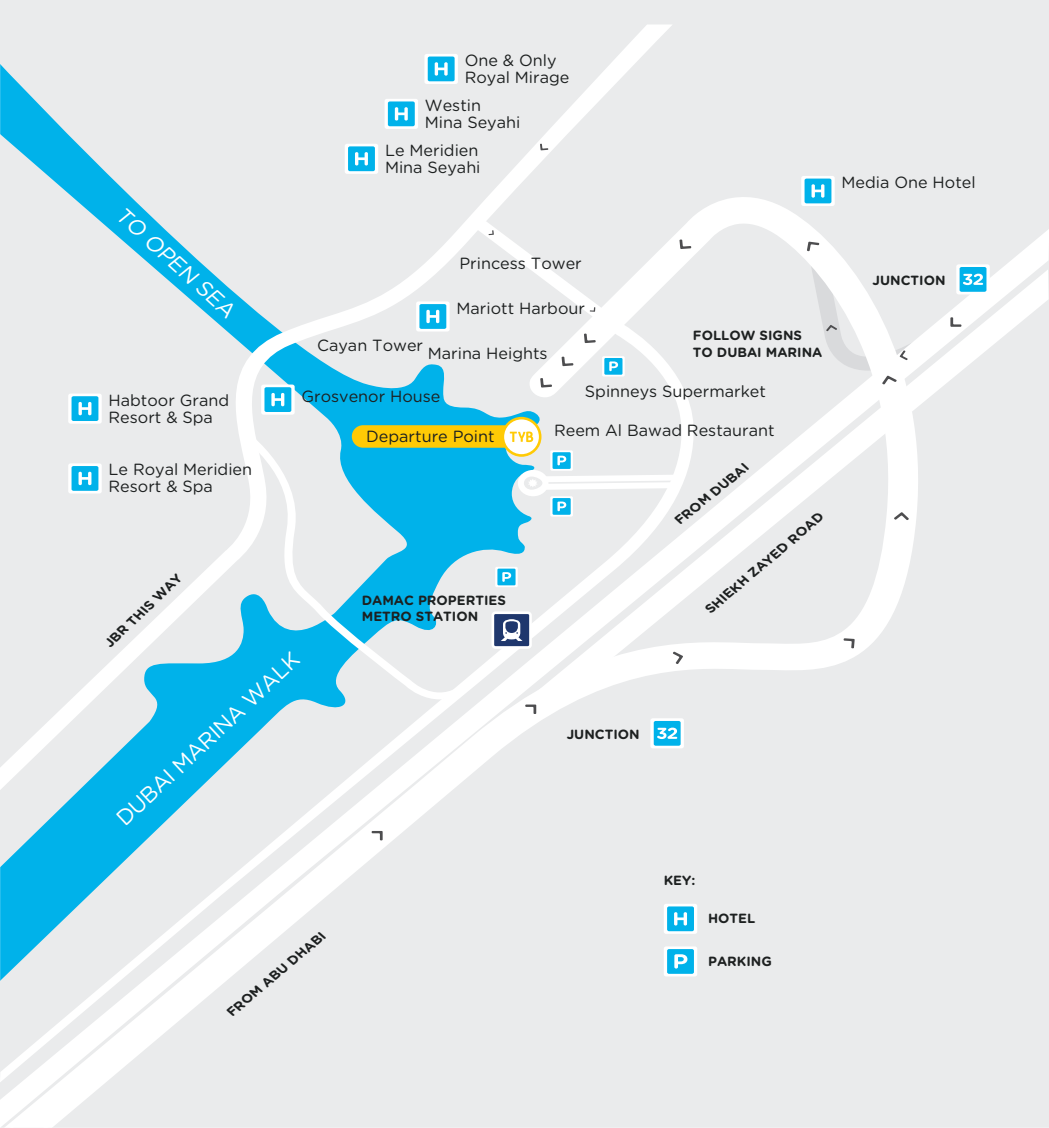 H One & Only
Royal Mirage
H Westin
Mina Seyahi
H Le Meridien
Mina Seyahi
H Media One Hotel
TO OPEN SEA
Princess Tower
JUNCTION 32
H Mariott Harbour
FOLLOW SIGNS
TO DUBAI MARINA
Cayan Tower
Marina Heights
P
Spinneys Supermarket
H Grosvenor House
H Habtoor Grand
Resort & Spa
Departure Point TYB
Reem Al Bawad Restaurant
P
H Le Royal Meridien
Resort & Spa
P
FROM DUBAI
SHIEKH ZAYED ROAD
P
DAMAC PROPERTIES
METRO STATION
JBR THIS WAY
DUBAI MARINA WALK
JUNCTION 32
FROM ABU DHABI
KEY:
H HOTEL
P PARKING